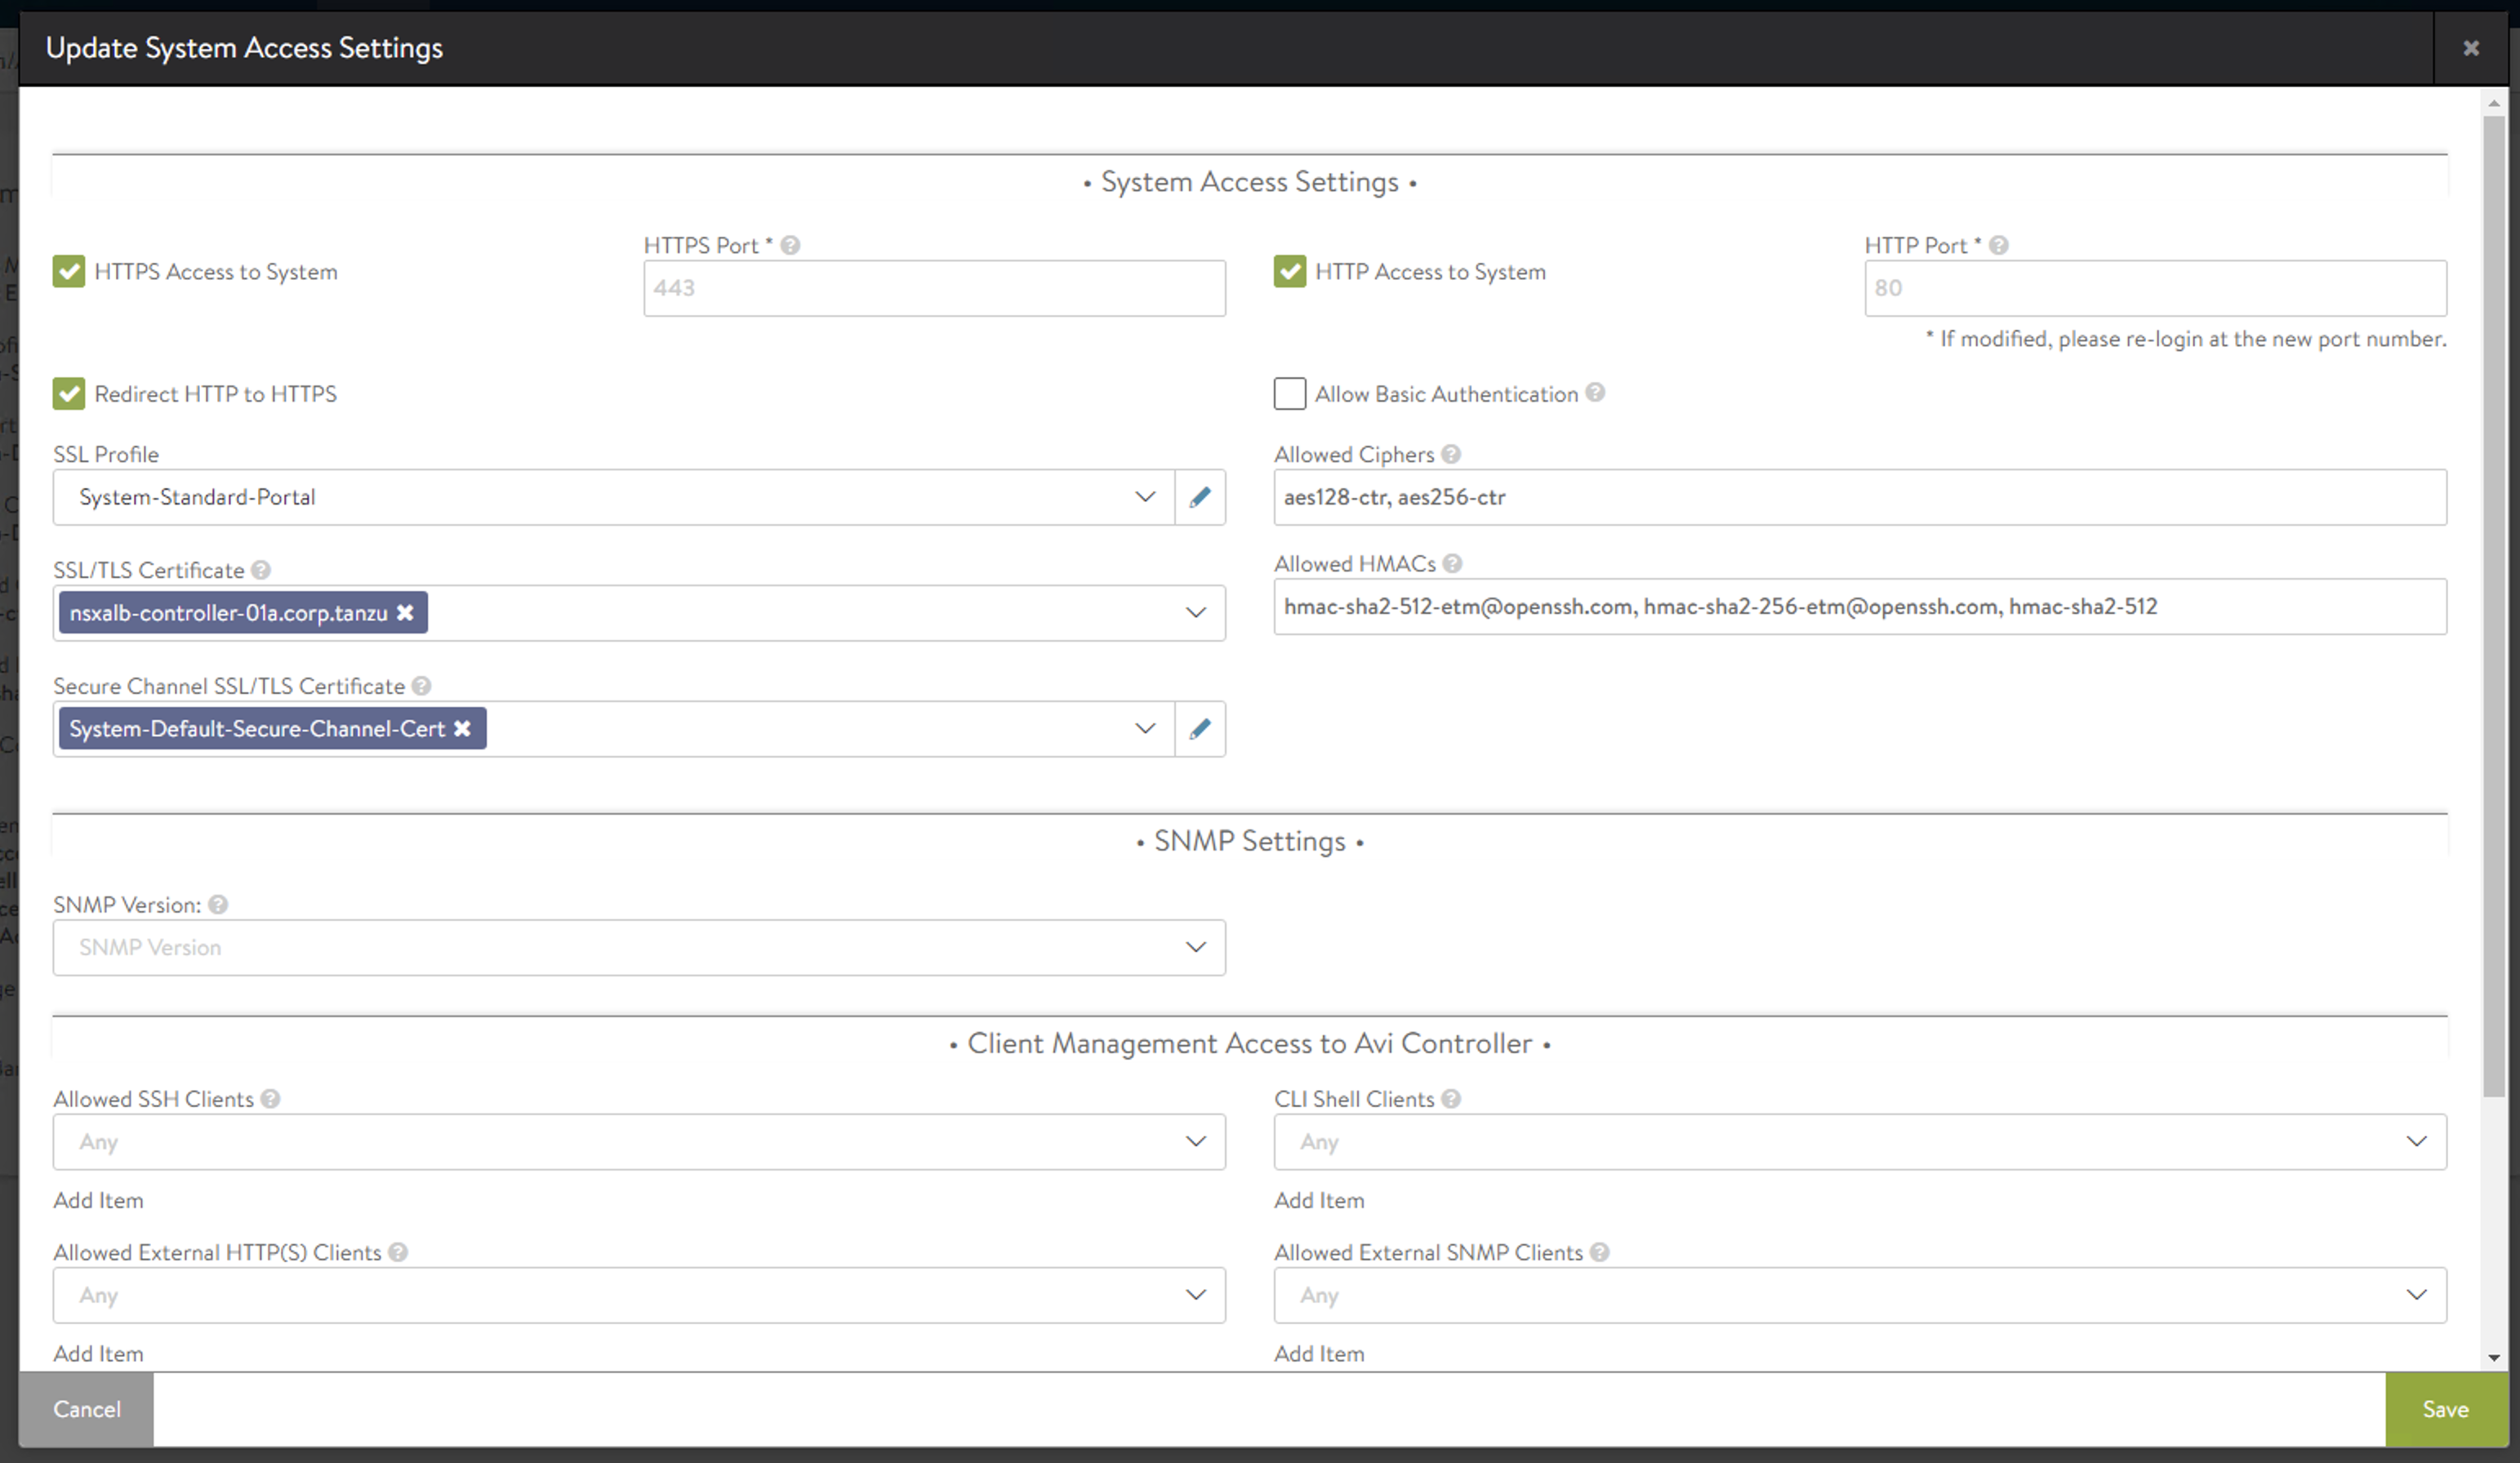 Update System Access Settings
• System Access Settings •
HTTPS Access to System
HTTPS Port *
443
HTTP Access to System
HTTP Port *
80
* If modified, please re-login at the new port number.
Redirect HTTP to HTTPS
Allow Basic Authentication
SSL Profile
System-Standard-Portal
Allowed Ciphers
aes128-ctr, aes256-ctr
SSL/TLS Certificate
nsxalb-controller-01a.corp.tanzu
Allowed HMACs
hmac-sha2-512-etm@openssh.com, hmac-sha2-256-etm@openssh.com, hmac-sha2-512
Secure Channel SSL/TLS Certificate
System-Default-Secure-Channel-Cert
• SNMP Settings •
SNMP Version:
SNMP Version
• Client Management Access to Avi Controller •
Allowed SSH Clients
Any
Add Item
CLI Shell Clients
Any
Add Item
Allowed External HTTP(S) Clients
Any
Add Item
Allowed External SNMP Clients
Any
Add Item
Cancel
Save